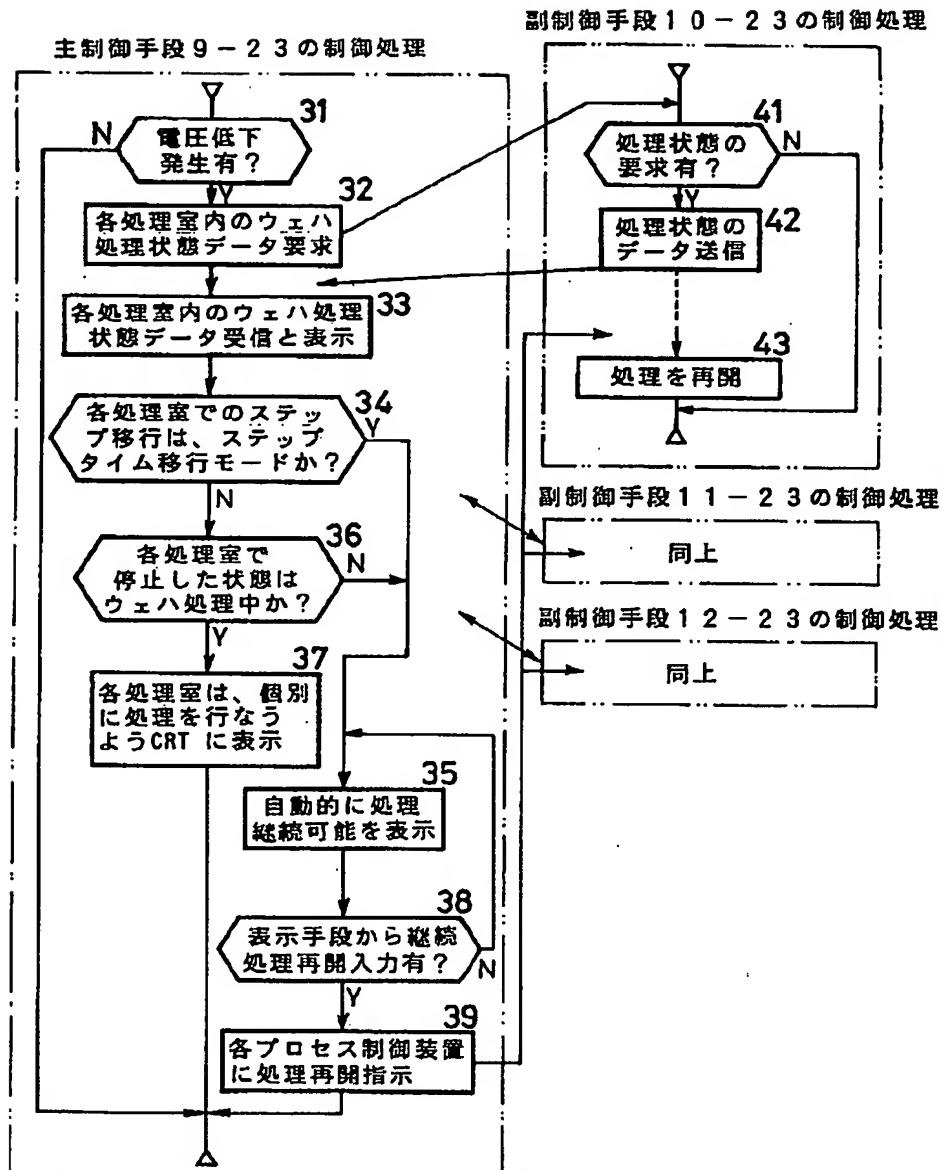 主制御手段9-23の制御処理
31
電圧低下
発生有?
N
Y
32
各処理室内のウェハ
処理状態データ要求
33
各処理室内のウェハ処理
状態データ受信と表示
34
各処理室でのステッ
プ移行は、ステップ
タイム移行モードか?
Y
N
36
各処理室で
停止した状態は
ウェハ処理中か?
N
Y
37
各処理室は、個別
に処理を行なう
ようCRTに表示
35
自動的に処理
継続可能を表示
38
表示手段から継続
処理再開入力有?
N
Y
39
各プロセス制御装置
に処理再開指示
副制御手段10-23の制御処理
41
処理状態の
要求有?
N
Y
42
処理状態の
データ送信
43
処理を再開
副制御手段11-23の制御処理
同上
副制御手段12-23の制御処理
同上